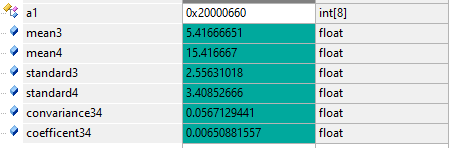 a1 0x20000660 int[8]
mean3 5.41666651 float
mean4 15.416667 float
standard3 2.55631018 float
standard4 3.40852666 float
convariance34 0.0567129441 float
coefficent34 0.00650881557 float